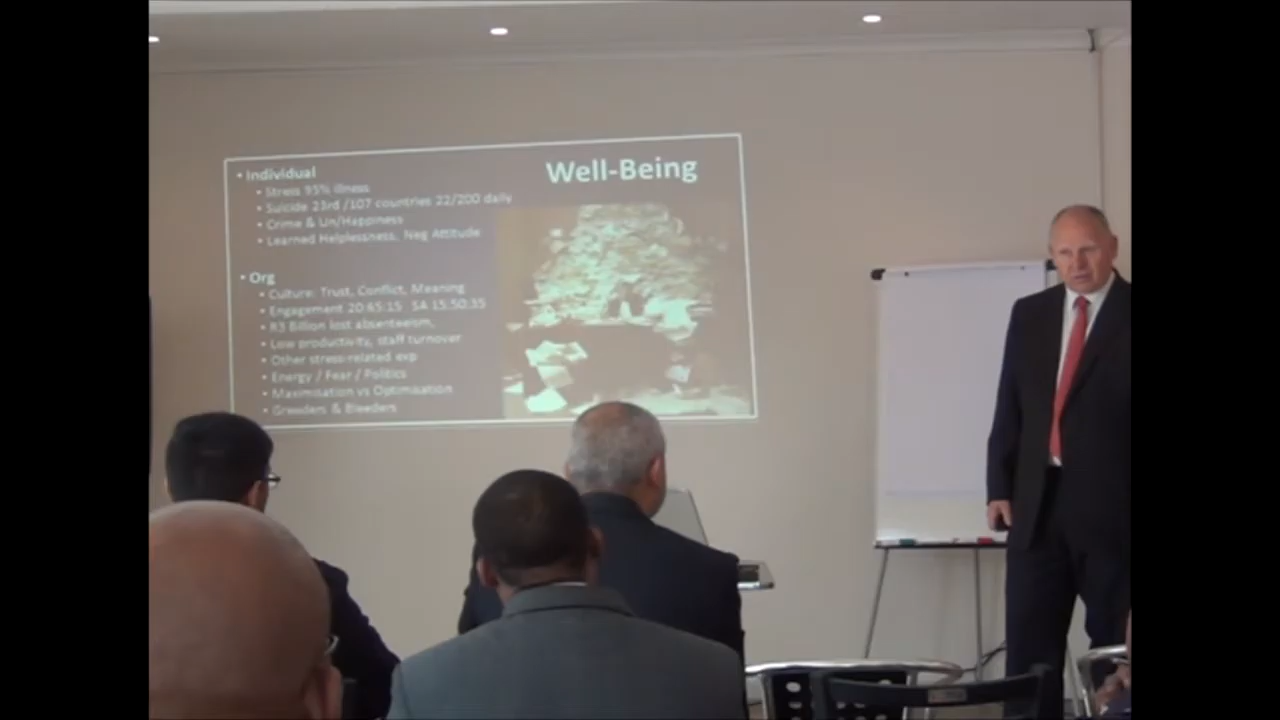 Well-Being
• Individual
• Stress 95% illness
• Suicide 23rd /107 countries 22/200 daily
• Crime & Un/Happiness
• Learned Helplessness, Neg Attitude
• Org
• Culture: Trust, Conflict, Meaning
• Engagement 20:65:15 SA 15:50:35
• R3 Billion lost absenteeism,
• Low productivity, staff turnover
• Other stress-related exp
• Energy / Fear / Politics
• Maximisation vs Optimisation
• Greeders & Bleeders